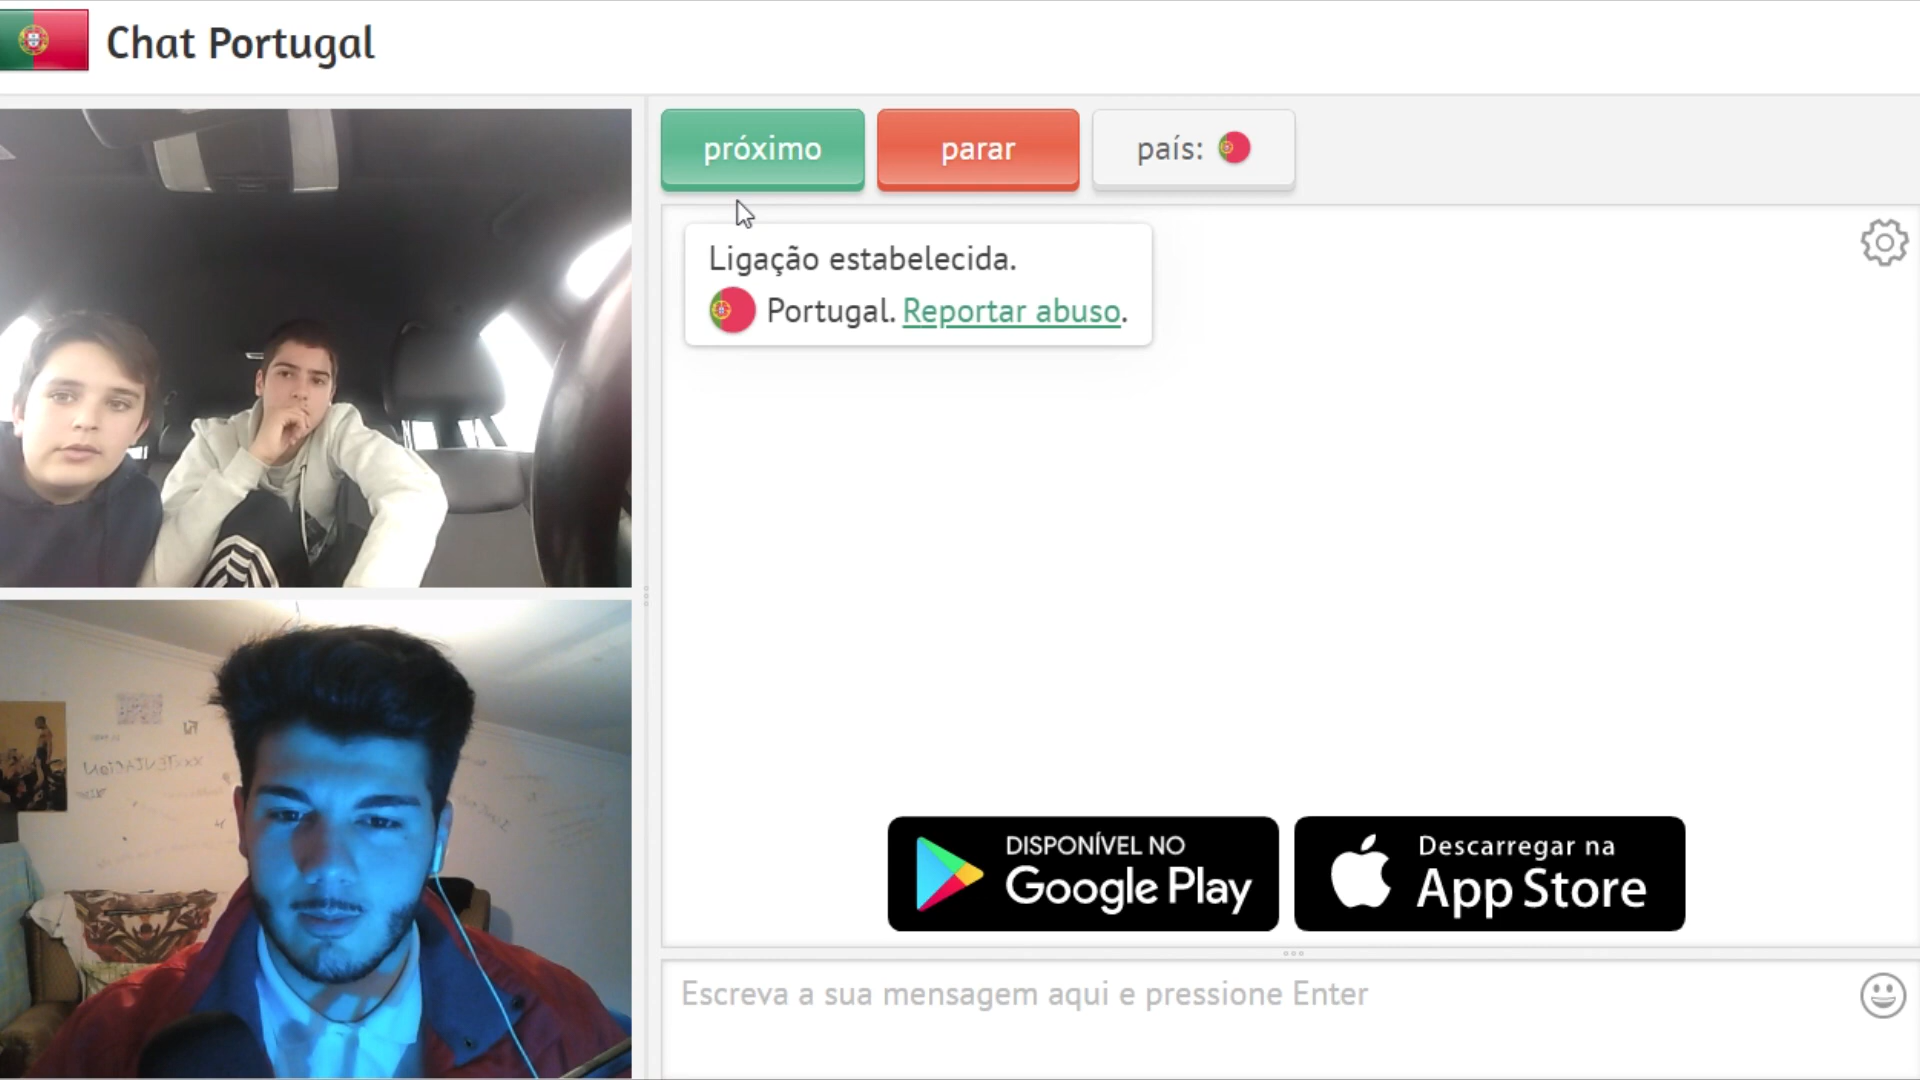 Chat Portugal
próximo
parar
país:
Ligação estabelecida.
Portugal. Reportar abuso.
XXXTENTACION
DISPONÍVEL NO
Google Play
Descarregar na
App Store
Escreva a sua mensagem aqui e pressione Enter